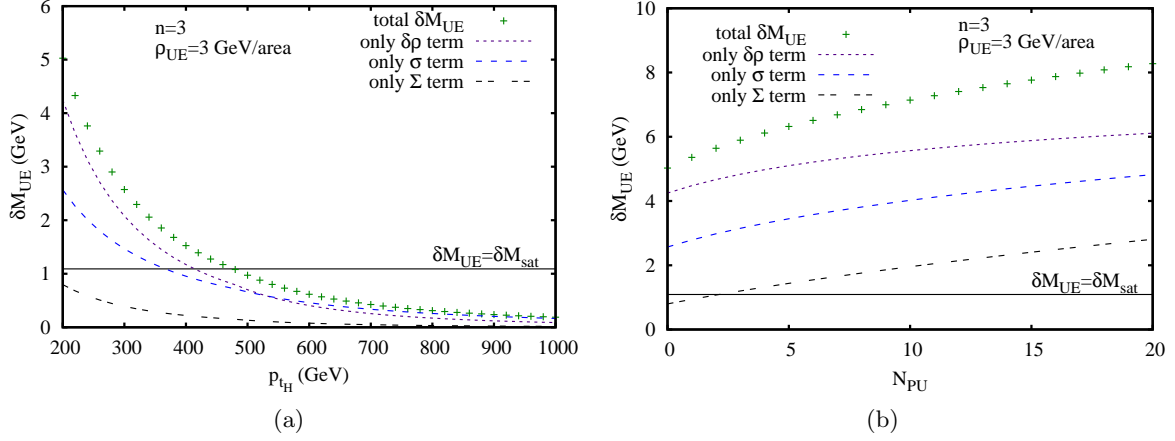 n=3
ρUE=3 GeV/area
total δMUE
only δρ term
only σ term
only Σ term
δMUE=δMsat
δMUE (GeV)
0
1
2
3
4
5
6
200
300
400
500
600
700
800
900
1000
ptH (GeV)
(a)
n=3
ρUE=3 GeV/area
total δMUE
only δρ term
only σ term
only Σ term
δMUE=δMsat
δMUE (GeV)
0
2
4
6
8
10
0
5
10
15
20
NPU
(b)